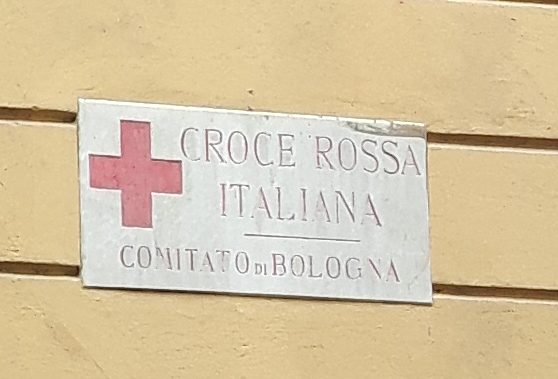 CROCE ROSSA
ITALIANA
COMITATO DI BOLOGNA